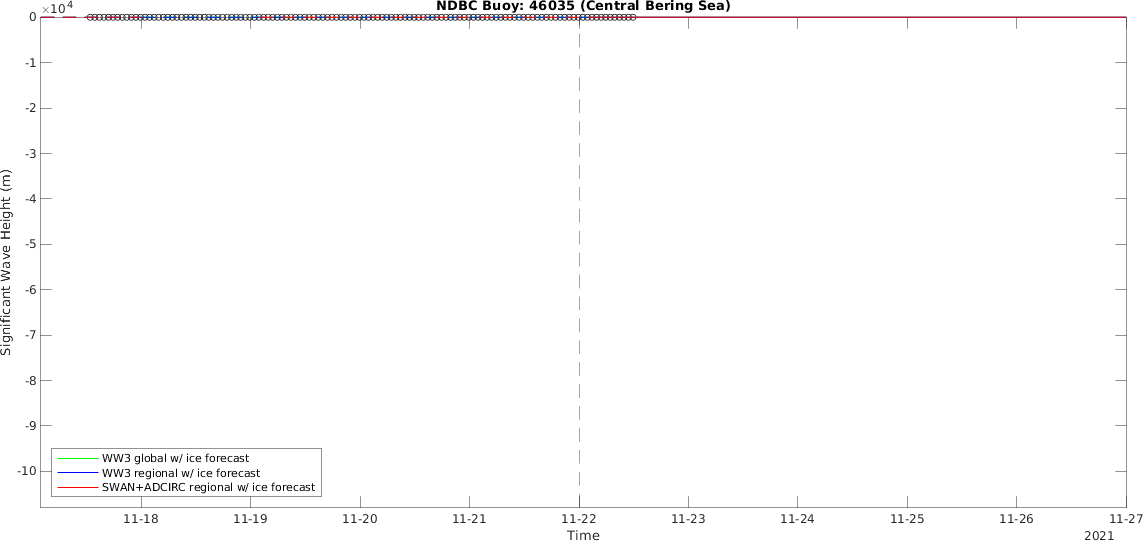 NDBC Buoy: 46035 (Central Bering Sea)
×10⁴
0
-1
-2
-3
-4
-5
-6
-7
-8
-9
-10
Significant Wave Height (m)
WW3 global w/ ice forecast
WW3 regional w/ ice forecast
SWAN+ADCIRC regional w/ ice forecast
11-18 11-19 11-20 11-21 11-22 11-23 11-24 11-25 11-26 11-27
Time
2021